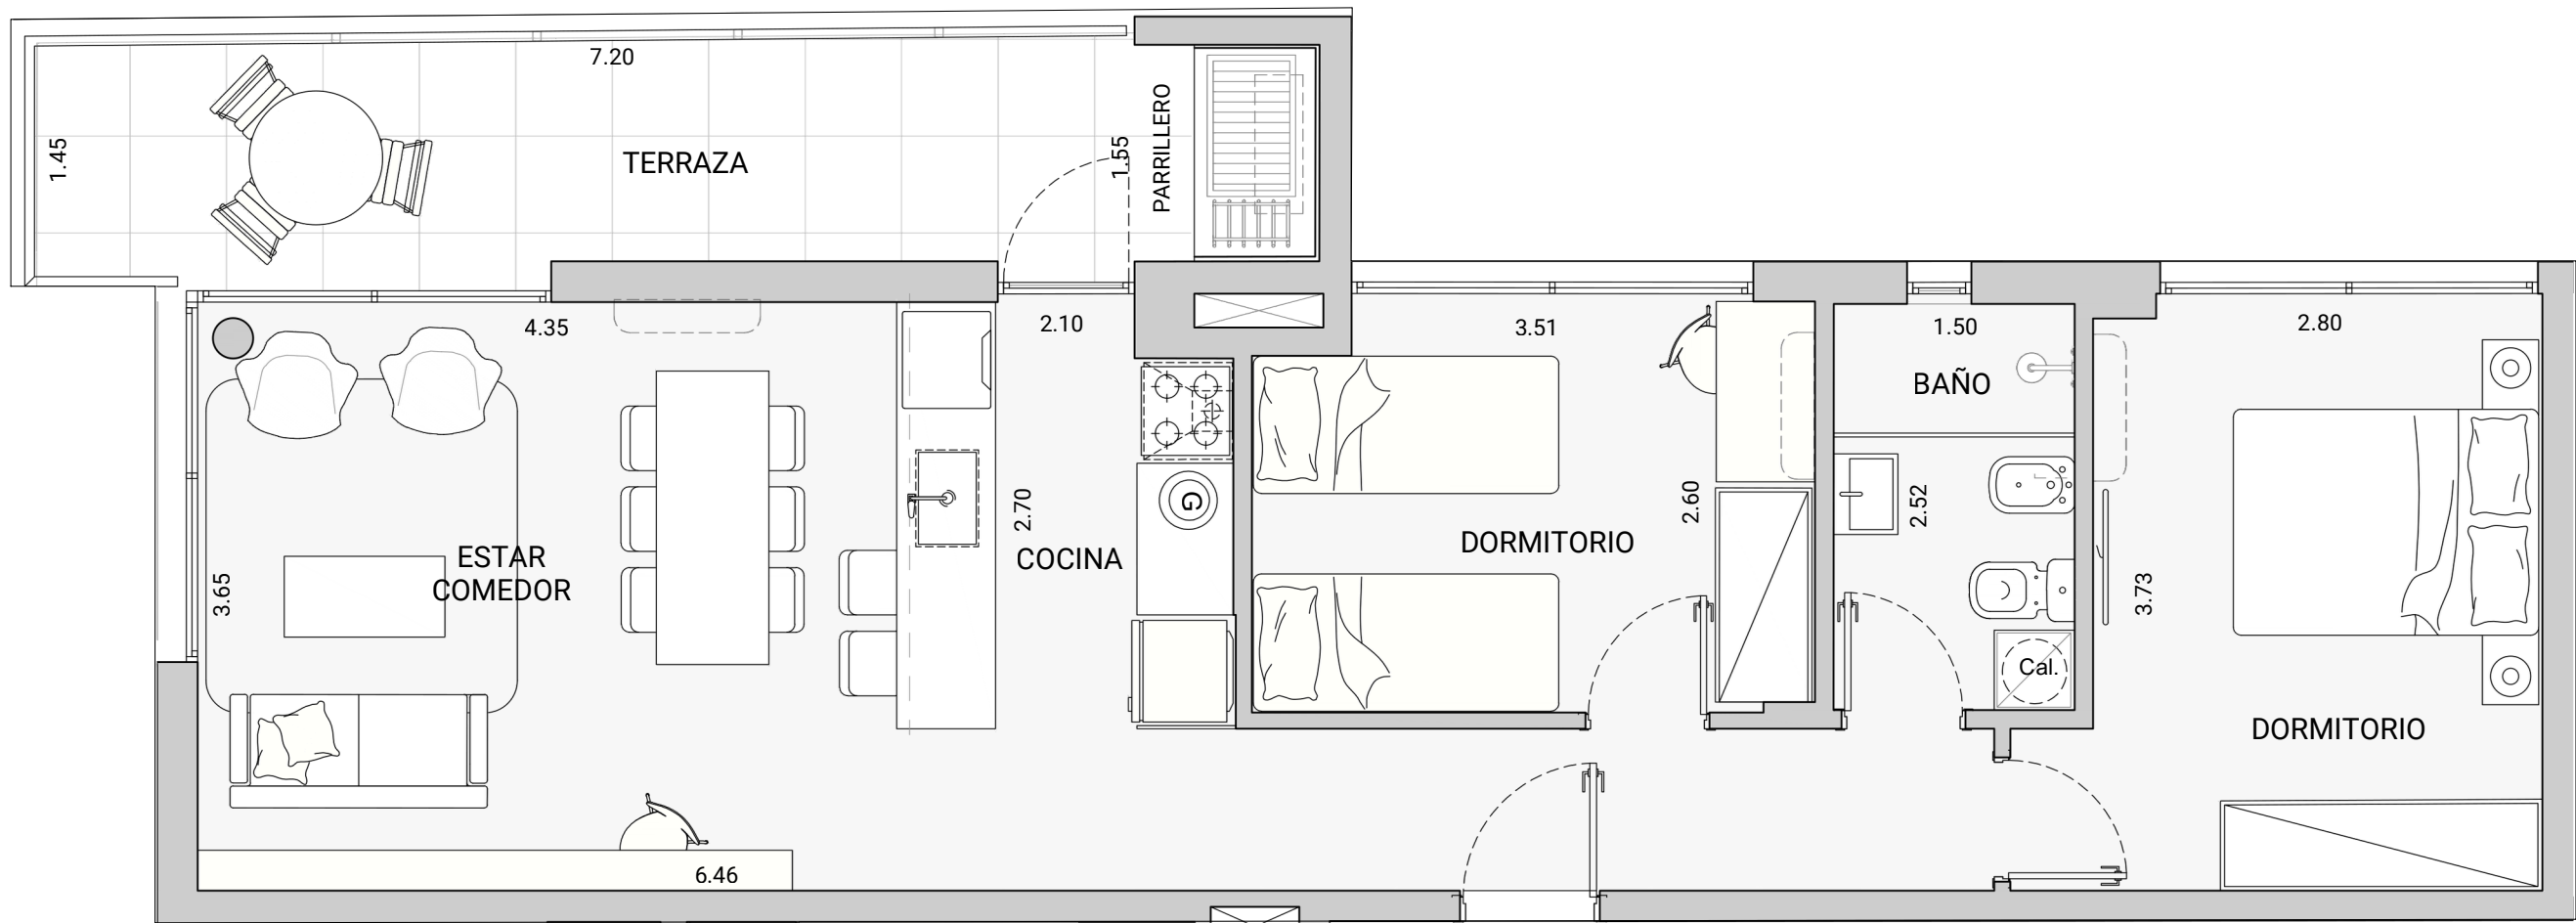 7.20
1.45
TERRAZA
1.55
PARRILLERO
4.35
2.10
3.51
1.50
2.80
BAÑO
2.70
G
2.60
2.52
ESTAR
COMEDOR
COCINA
DORMITORIO
3.65
3.73
Cal.
DORMITORIO
6.46